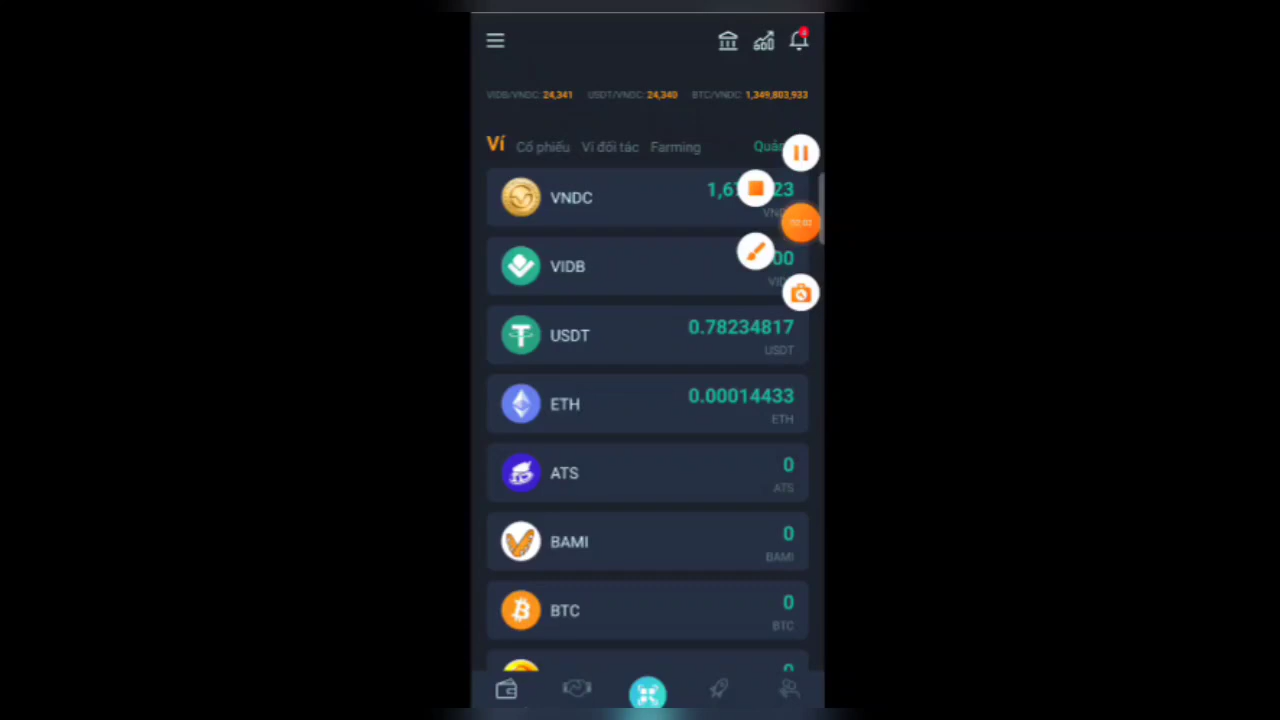 4
VIDB/VNDC: 24,341 USDT/VNDC: 24,340 BTC/VNDC: 1,349,803,933
Ví Cổ phiếu Ví đối tác Farming
VNDC
VIDB
USDT 0.78234817
USDT
ETH 0.00014433
ETH
ATS 0
ATS
BAMI 0
BAMI
BTC 0
BTC
0